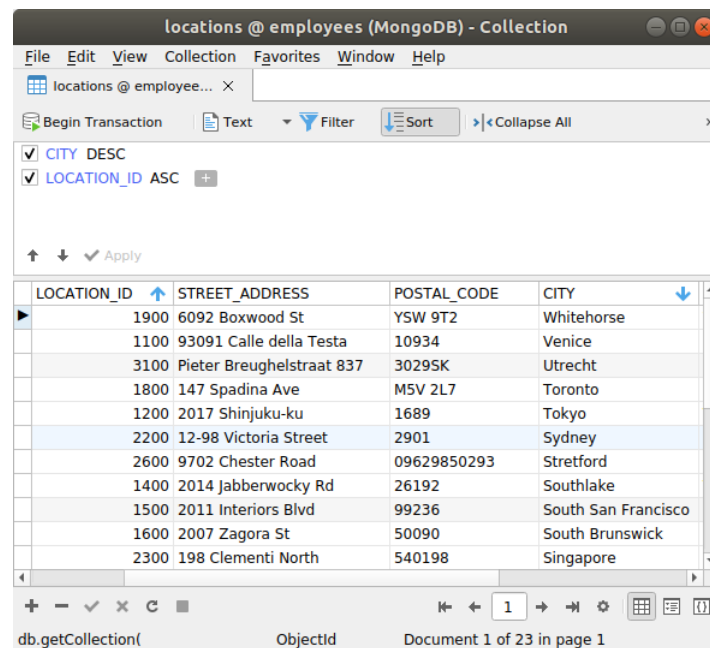 locations @ employees (MongoDB) - Collection
File Edit View Collection Favorites Window Help
locations @ employee...
Begin Transaction Text Filter Sort Collapse All
CITY DESC
LOCATION_ID ASC
Apply
LOCATION_ID STREET_ADDRESS POSTAL_CODE CITY
1900 6092 Boxwood St YSW 9T2 Whitehorse
1100 93091 Calle della Testa 10934 Venice
3100 Pieter Breughelstraat 837 3029SK Utrecht
1800 147 Spadina Ave M5V 2L7 Toronto
1200 2017 Shinjuku-ku 1689 Tokyo
2200 12-98 Victoria Street 2901 Sydney
2600 9702 Chester Road 09629850293 Stretford
1400 2014 Jabberwocky Rd 26192 Southlake
1500 2011 Interiors Blvd 99236 South San Francisco
1600 2007 Zagora St 50090 South Brunswick
2300 198 Clementi North 540198 Singapore
1
db.getCollection( ObjectId Document 1 of 23 in page 1